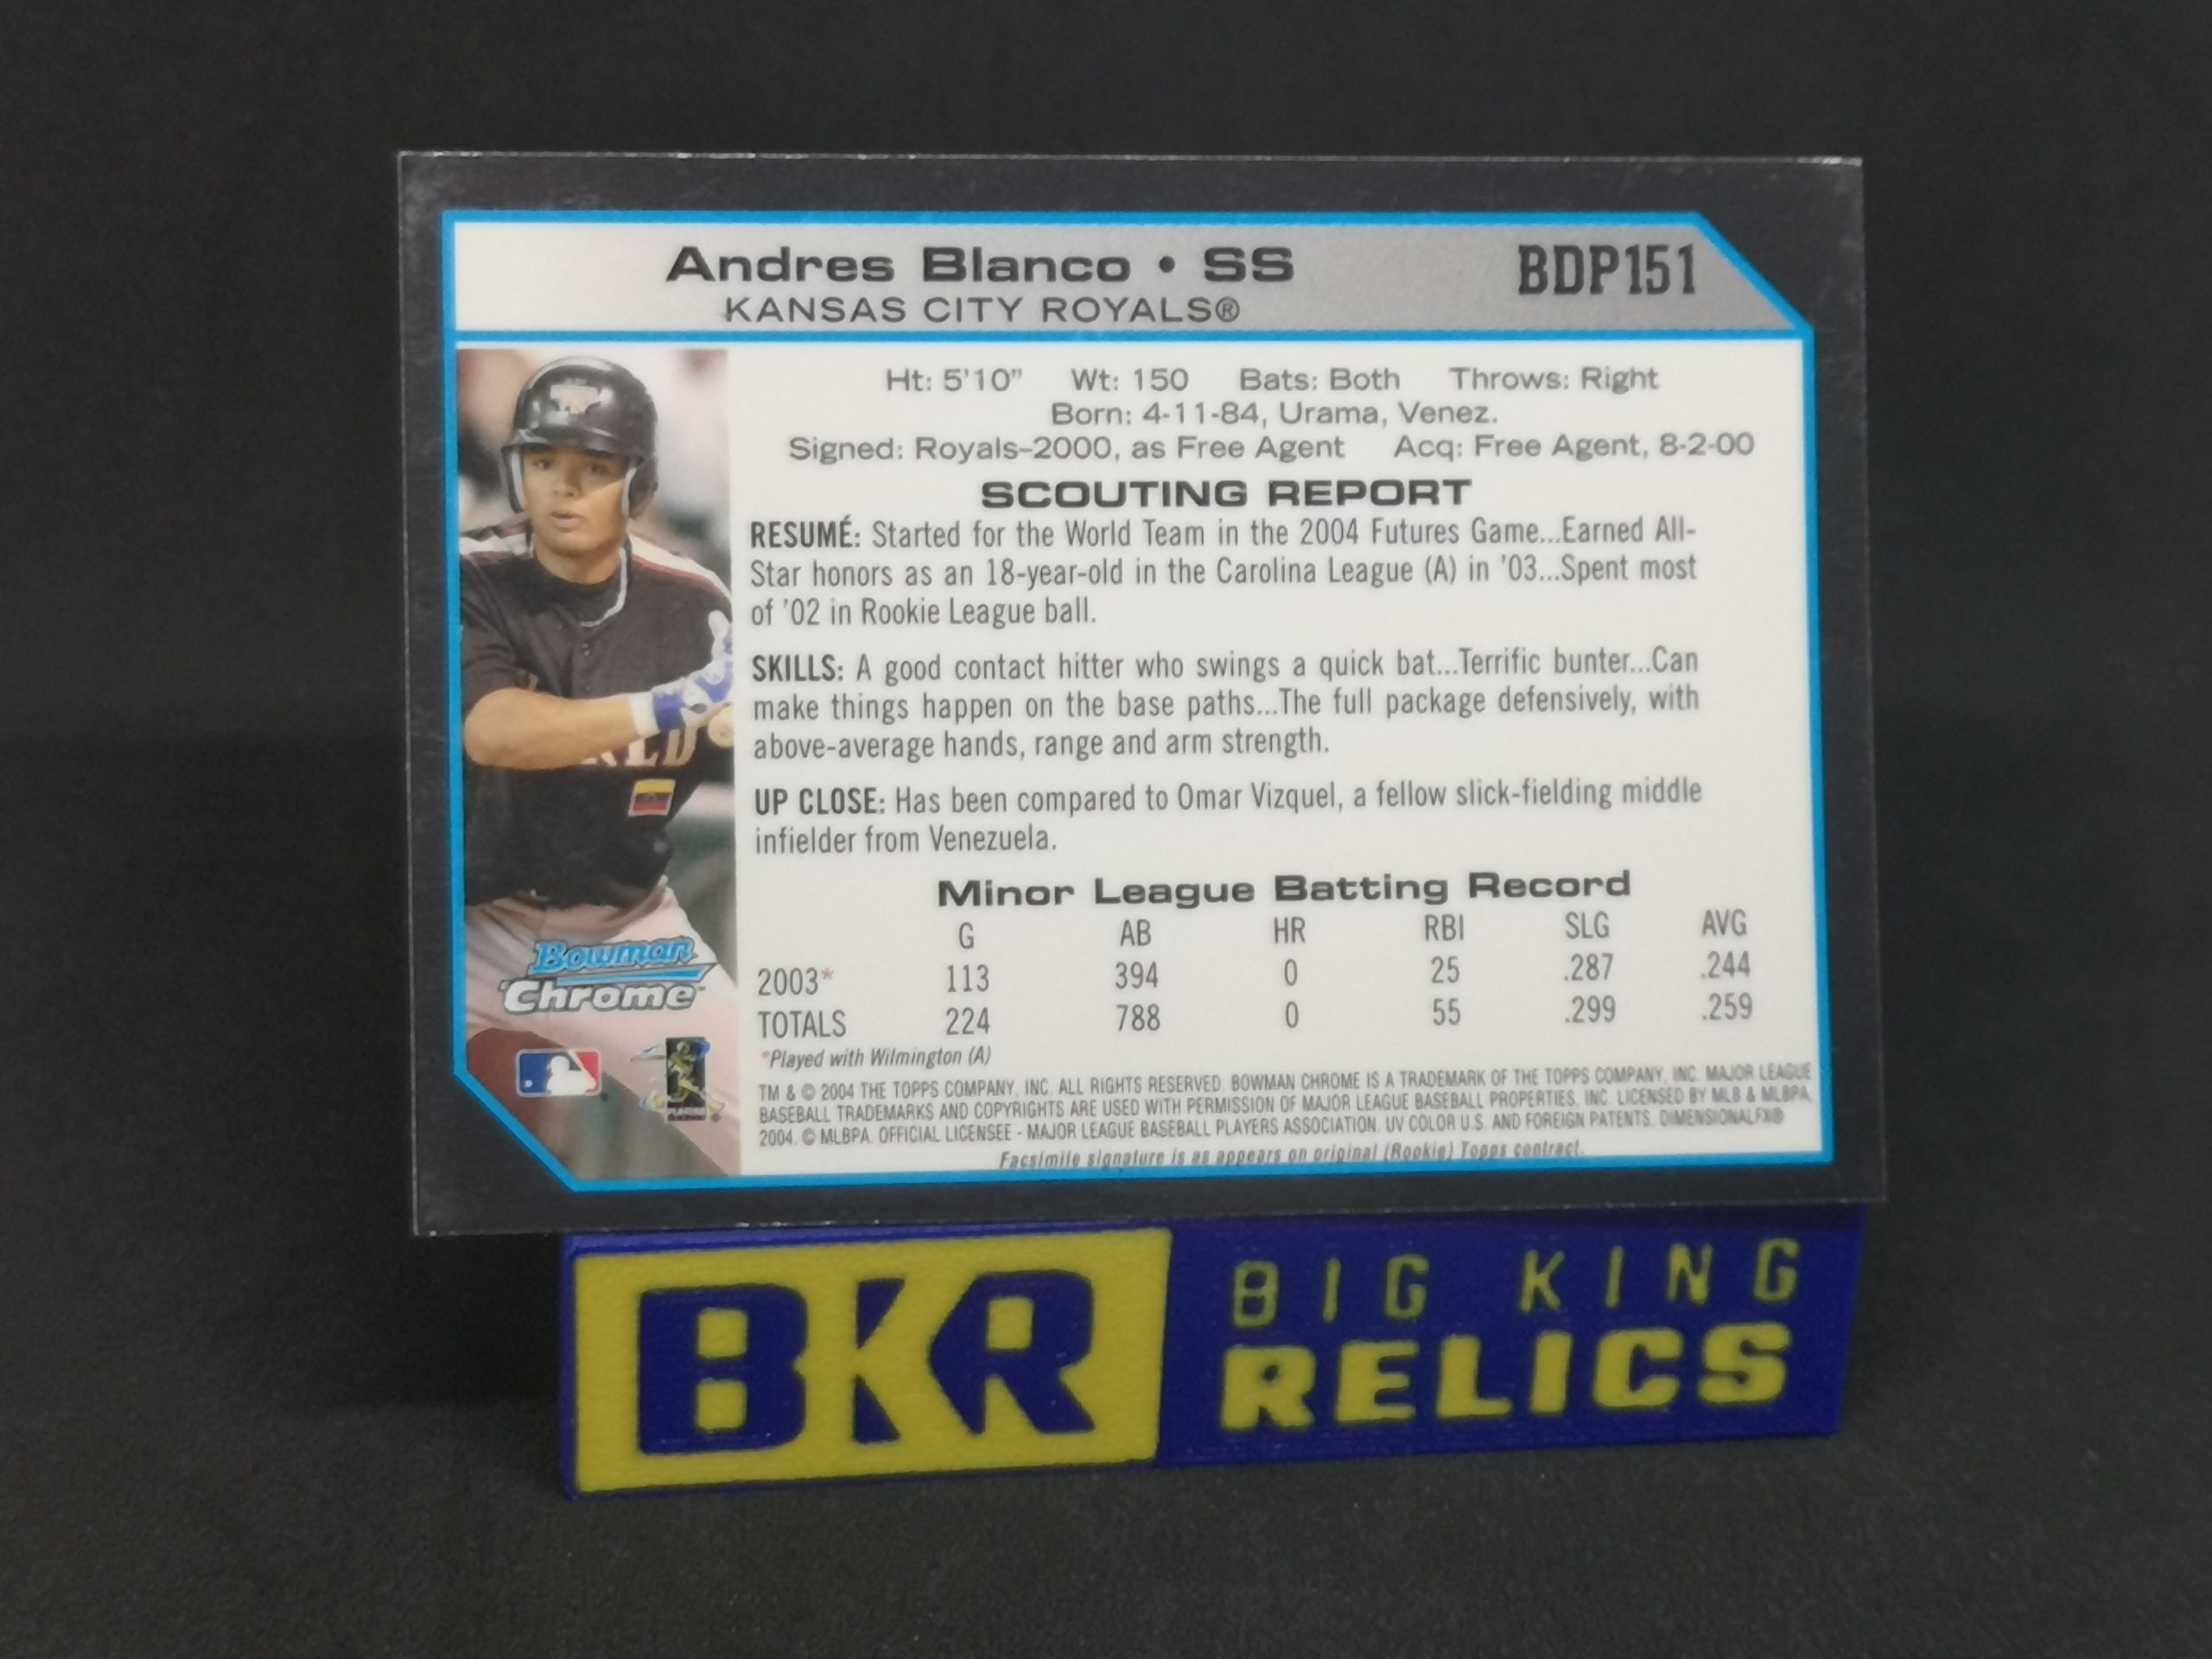 Andres Blanco • SS
BDP151
KANSAS CITY ROYALS®
Ht: 5'10" Wt: 150 Bats: Both Throws: Right
Born: 4-11-84, Urama, Venez.
Signed: Royals–2000, as Free Agent Acq: Free Agent, 8-2-00
SCOUTING REPORT
RESUMÉ: Started for the World Team in the 2004 Futures Game...Earned All-
Star honors as an 18-year-old in the Carolina League (A) in '03...Spent most
of '02 in Rookie League ball.
SKILLS: A good contact hitter who swings a quick bat...Terrific bunter...Can
make things happen on the base paths...The full package defensively, with
above-average hands, range and arm strength.
UP CLOSE: Has been compared to Omar Vizquel, a fellow slick-fielding middle
infielder from Venezuela.
Minor League Batting Record
G AB HR RBI SLG AVG
2003* 113 394 0 25 .287 .244
TOTALS 224 788 0 55 .299 .259
*Played with Wilmington (A)
TM & © 2004 THE TOPPS COMPANY, INC. ALL RIGHTS RESERVED. BOWMAN CHROME IS A TRADEMARK OF THE TOPPS COMPANY, INC. MAJOR LEAGUE
BASEBALL TRADEMARKS AND COPYRIGHTS ARE USED WITH PERMISSION OF MAJOR LEAGUE BASEBALL PROPERTIES, INC. LICENSED BY MLB & MLBPA,
2004. © MLBPA. OFFICIAL LICENSEE - MAJOR LEAGUE BASEBALL PLAYERS ASSOCIATION. UV COLOR U.S. AND FOREIGN PATENTS. DIMENSIONALFX®
Facsimile signature is as appears on original (Rookie) Topps contract.
Bowman
Chrome
BKR
BIG KING
RELICS